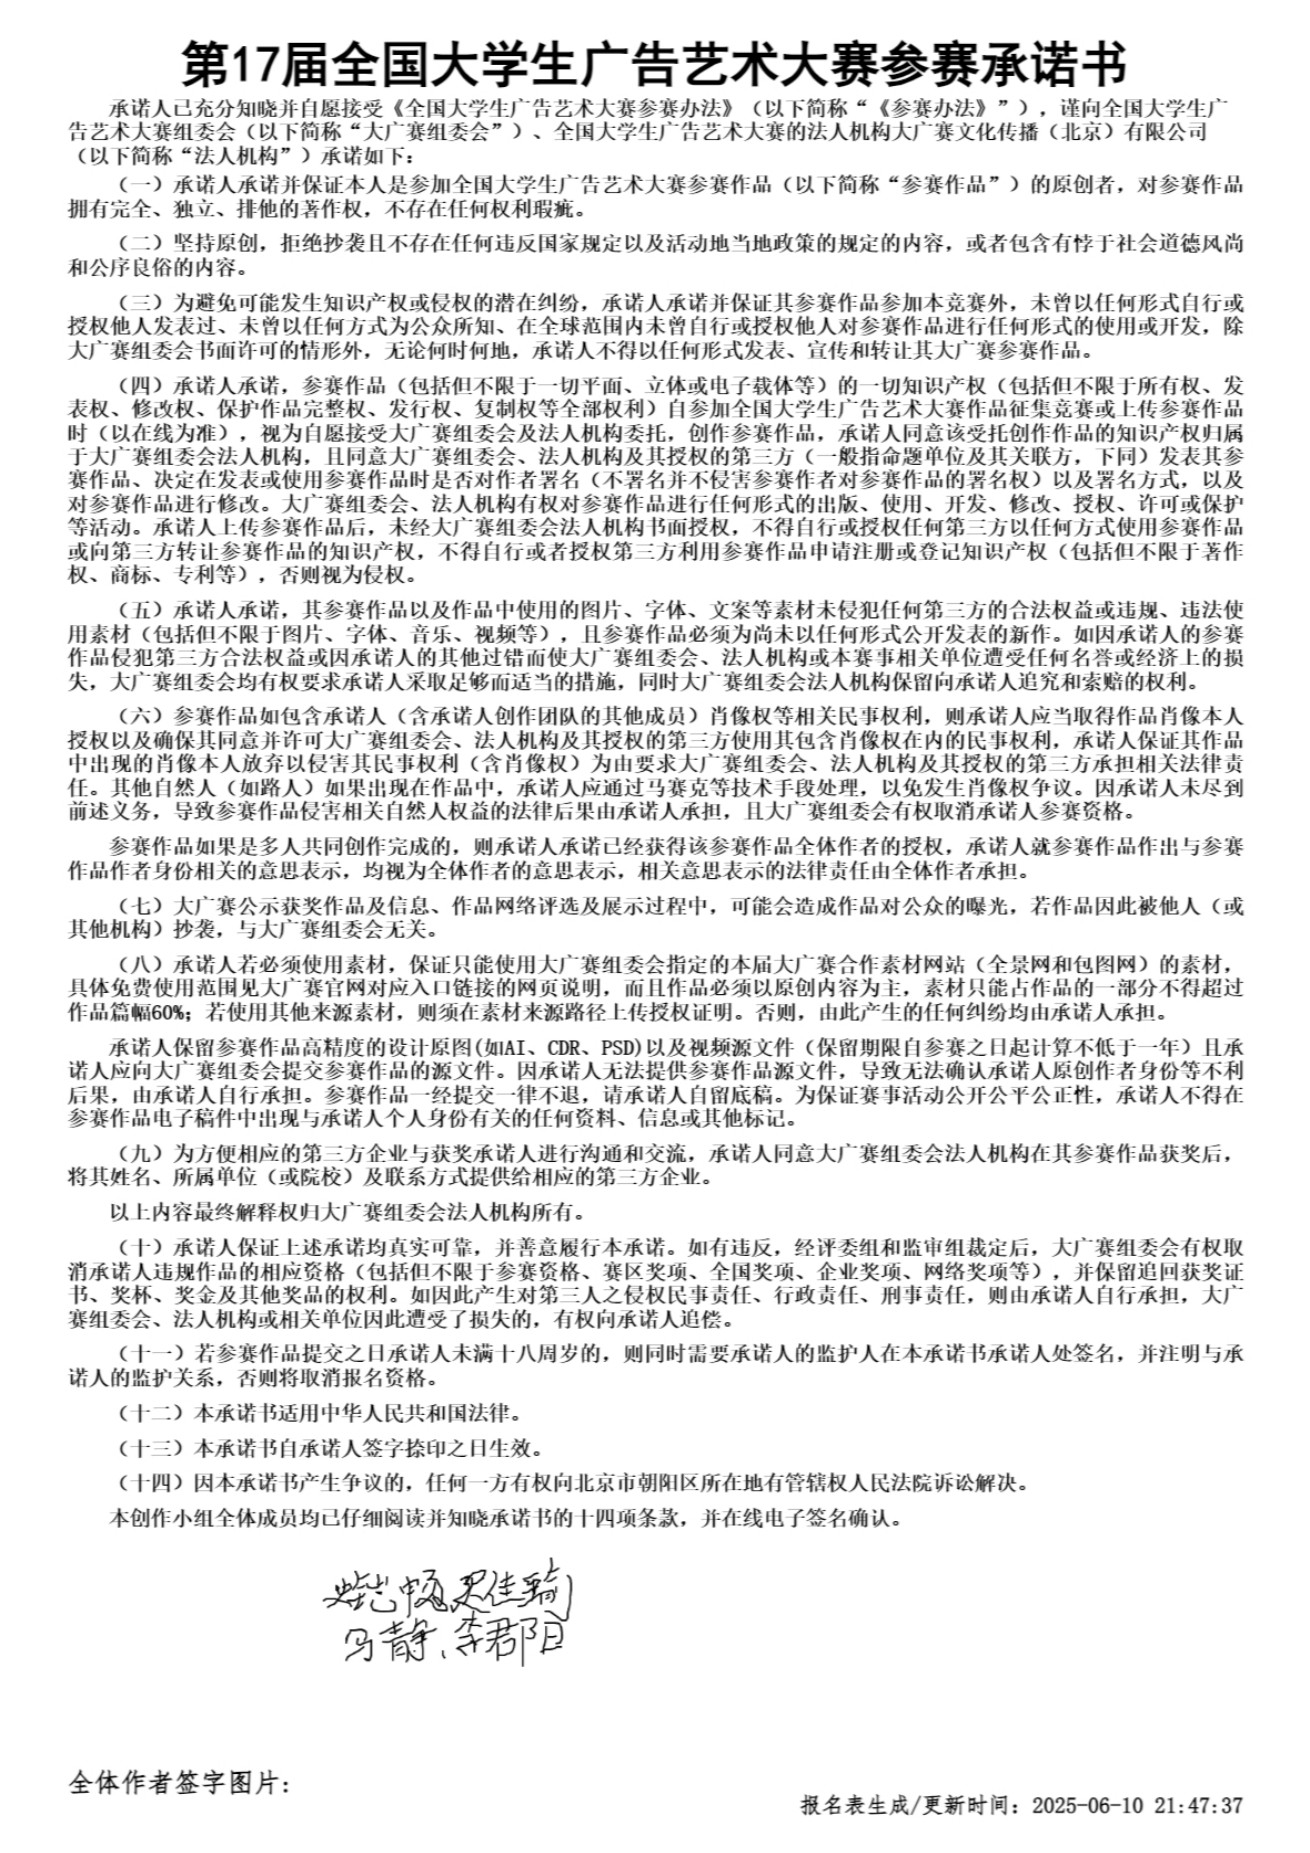 第17届全国大学生广告艺术大赛参赛承诺书
承诺人已充分知晓并自愿接受《全国大学生广告艺术大赛参赛办法》（以下简称“《参赛办法》”），谨向全国大学生广
告艺术大赛组委会（以下简称“大广赛组委会”）、全国大学生广告艺术大赛的法人机构大广赛文化传播（北京）有限公司
（以下简称“法人机构”）承诺如下：
（一）承诺人承诺并保证本人是参加全国大学生广告艺术大赛参赛作品（以下简称“参赛作品”）的原创者，对参赛作品
拥有完全、独立、排他的著作权，不存在任何权利瑕疵。
（二）坚持原创，拒绝抄袭且不存在任何违反国家规定以及活动地当地政策的规定的内容，或者包含有悖于社会道德风尚
和公序良俗的内容。
（三）为避免可能发生知识产权或侵权的潜在纠纷，承诺人承诺并保证其参赛作品参加本竞赛外，未曾以任何形式自行或
授权他人发表过、未曾以任何方式为公众所知、在全球范围内未曾自行或授权他人对参赛作品进行任何形式的使用或开发，除
大广赛组委会书面许可的情形外，无论何时何地，承诺人不得以任何形式发表、宣传和转让其大广赛参赛作品。
（四）承诺人承诺，参赛作品（包括但不限于一切平面、立体或电子载体等）的一切知识产权（包括但不限于所有权、发
表权、修改权、保护作品完整权、发行权、复制权等全部权利）自参加全国大学生广告艺术大赛作品征集竞赛或上传参赛作品
时（以在线为准），视为自愿接受大广赛组委会及法人机构委托，创作参赛作品，承诺人同意该受托创作作品的知识产权归属
于大广赛组委会法人机构，且同意大广赛组委会、法人机构及其授权的第三方（一般指命题单位及其关联方，下同）发表其参
赛作品、决定在发表或使用参赛作品时是否对作者署名（不署名并不侵害参赛作者对参赛作品的署名权）以及署名方式，以及
对参赛作品进行修改。大广赛组委会、法人机构有权对参赛作品进行任何形式的出版、使用、开发、修改、授权、许可或保护
等活动。承诺人上传参赛作品后，未经大广赛组委会法人机构书面授权，不得自行或授权任何第三方以任何方式使用参赛作品
或向第三方转让参赛作品的知识产权，不得自行或者授权第三方利用参赛作品申请注册或登记知识产权（包括但不限于著作
权、商标、专利等），否则视为侵权。
（五）承诺人承诺，其参赛作品以及作品中使用的图片、字体、文案等素材未侵犯任何第三方的合法权益或违规、违法使
用素材（包括但不限于图片、字体、音乐、视频等），且参赛作品必须为尚未以任何形式公开发表的新作。如因承诺人的参赛
作品侵犯第三方合法权益或因承诺人的其他过错而使大广赛组委会、法人机构或本赛事相关单位遭受任何名誉或经济上的损
失，大广赛组委会均有权要求承诺人采取足够而适当的措施，同时大广赛组委会法人机构保留向承诺人追究和索赔的权利。
（六）参赛作品如包含承诺人（含承诺人创作团队的其他成员）肖像权等相关民事权利，则承诺人应当取得作品肖像本人
授权以及确保其同意并许可大广赛组委会、法人机构及其授权的第三方使用其包含肖像权在内的民事权利，承诺人保证其作品
中出现的肖像本人放弃以侵害其民事权利（含肖像权）为由要求大广赛组委会、法人机构及其授权的第三方承担相关法律责
任。其他自然人（如路人）如果出现在作品中，承诺人应通过马赛克等技术手段处理，以免发生肖像权争议。因承诺人未尽到
前述义务，导致参赛作品侵害相关自然人权益的法律后果由承诺人承担，且大广赛组委会有权取消承诺人参赛资格。
参赛作品如果是多人共同创作完成的，则承诺人承诺已经获得该参赛作品全体作者的授权，承诺人就参赛作品作出与参赛
作品作者身份相关的意思表示，均视为全体作者的意思表示，相关意思表示的法律责任由全体作者承担。
（七）大广赛公示获奖作品及信息、作品网络评选及展示过程中，可能会造成作品对公众的曝光，若作品因此被他人（或
其他机构）抄袭，与大广赛组委会无关。
（八）承诺人若必须使用素材，保证只能使用大广赛组委会指定的本届大广赛合作素材网站（全景网和包图网）的素材，
具体免费使用范围见大广赛官网对应入口链接的网页说明，而且作品必须以原创内容为主，素材只能占作品的一部分不得超过
作品篇幅60%；若使用其他来源素材，则须在素材来源路径上传授权证明。否则，由此产生的任何纠纷均由承诺人承担。
承诺人保留参赛作品高精度的设计原图(如AI、CDR、PSD)以及视频源文件（保留期限自参赛之日起计算不低于一年）且承
诺人应向大广赛组委会提交参赛作品的源文件。因承诺人无法提供参赛作品源文件，导致无法确认承诺人原创作者身份等不利
后果，由承诺人自行承担。参赛作品一经提交一律不退，请承诺人自留底稿。为保证赛事活动公开公平公正性，承诺人不得在
参赛作品电子稿件中出现与承诺人个人身份有关的任何资料、信息或其他标记。
（九）为方便相应的第三方企业与获奖承诺人进行沟通和交流，承诺人同意大广赛组委会法人机构在其参赛作品获奖后，
将其姓名、所属单位（或院校）及联系方式提供给相应的第三方企业。
以上内容最终解释权归大广赛组委会法人机构所有。
（十）承诺人保证上述承诺均真实可靠，并善意履行本承诺。如有违反，经评委组和监审组裁定后，大广赛组委会有权取
消承诺人违规作品的相应资格（包括但不限于参赛资格、赛区奖项、全国奖项、企业奖项、网络奖项等），并保留追回获奖证
书、奖杯、奖金及其他奖品的权利。如因此产生对第三人之侵权民事责任、行政责任、刑事责任，则由承诺人自行承担，大广
赛组委会、法人机构或相关单位因此遭受了损失的，有权向承诺人追偿。
（十一）若参赛作品提交之日承诺人未满十八周岁的，则同时需要承诺人的监护人在本承诺书承诺人处签名，并注明与承
诺人的监护关系，否则将取消报名资格。
（十二）本承诺书适用中华人民共和国法律。
（十三）本承诺书自承诺人签字捺印之日生效。
（十四）因本承诺书产生争议的，任何一方有权向北京市朝阳区所在地有管辖权人民法院诉讼解决。
本创作小组全体成员均已仔细阅读并知晓承诺书的十四项条款，并在线电子签名确认。
马静、李郡阳
全体作者签字图片：
报名表生成/更新时间：2025-06-10 21:47:37